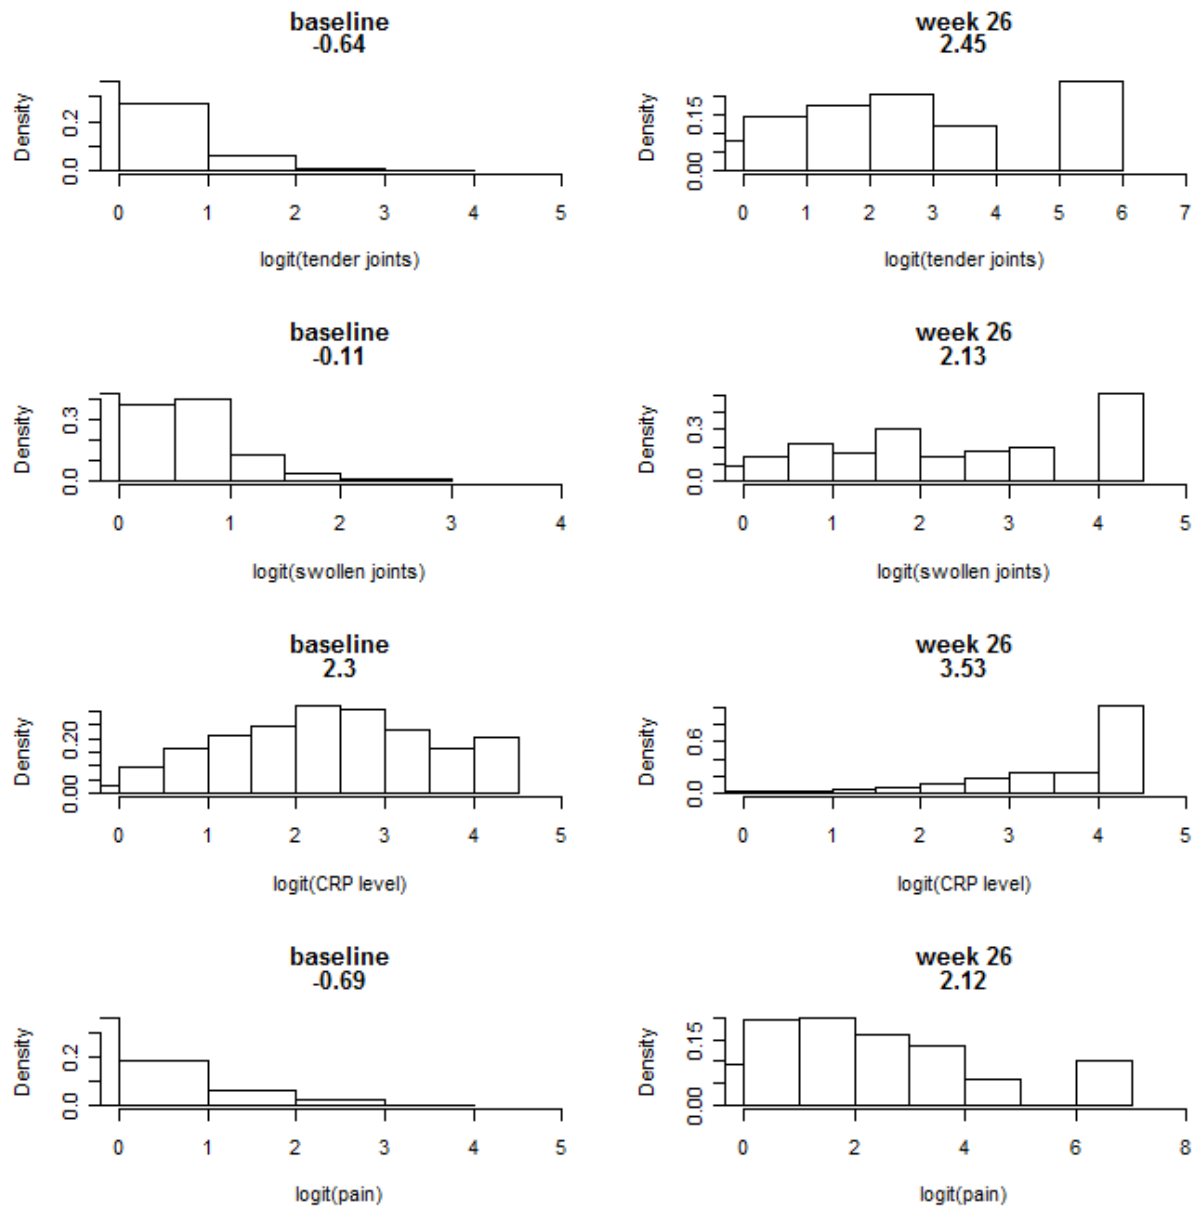 baseline
-0.64
Density
0.0 0.2
0 1 2 3 4 5
logit(tender joints)
week 26
2.45
Density
0.00 0.15
0 1 2 3 4 5 6 7
logit(tender joints)
baseline
-0.11
Density
0.0 0.3
0 1 2 3 4
logit(swollen joints)
week 26
2.13
Density
0.0 0.3
0 1 2 3 4 5
logit(swollen joints)
baseline
2.3
Density
0.00 0.20
0 1 2 3 4 5
logit(CRP level)
week 26
3.53
Density
0.0 0.6
0 1 2 3 4 5
logit(CRP level)
baseline
-0.69
Density
0.0 0.2
0 1 2 3 4 5
logit(pain)
week 26
2.12
Density
0.00 0.15
0 2 4 6 8
logit(pain)